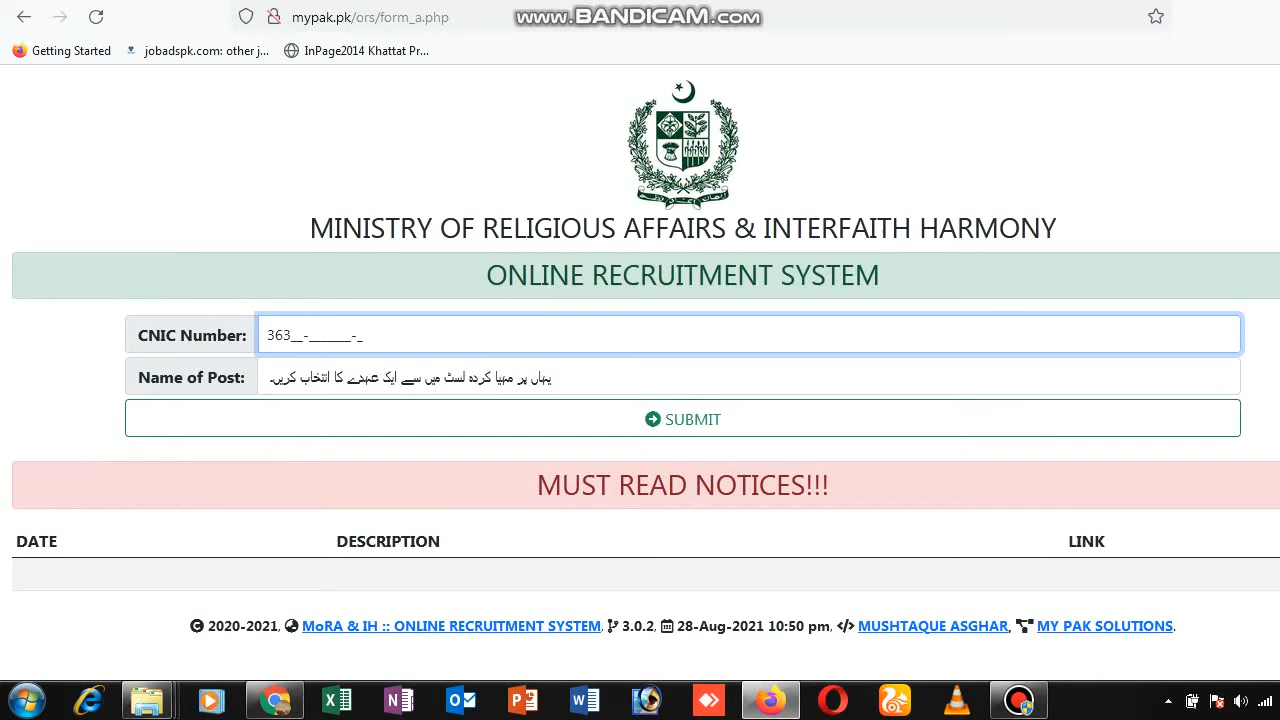 mypak.pk/ors/form_a.php
www.BANDICAM.com
Getting Started
jobadspk.com: other j...
InPage2014 Khattat Pr...
MINISTRY OF RELIGIOUS AFFAIRS & INTERFAITH HARMONY
ONLINE RECRUITMENT SYSTEM
CNIC Number: 363__-_______-_
Name of Post: یہاں پر مہیا کردہ لسٹ میں سے ایک عہدے کا انتخاب کریں۔
SUBMIT
MUST READ NOTICES!!!
DATE DESCRIPTION LINK
2020-2021, MoRA & IH :: ONLINE RECRUITMENT SYSTEM, 3.0.2, 28-Aug-2021 10:50 pm, MUSHTAQUE ASGHAR, MY PAK SOLUTIONS.